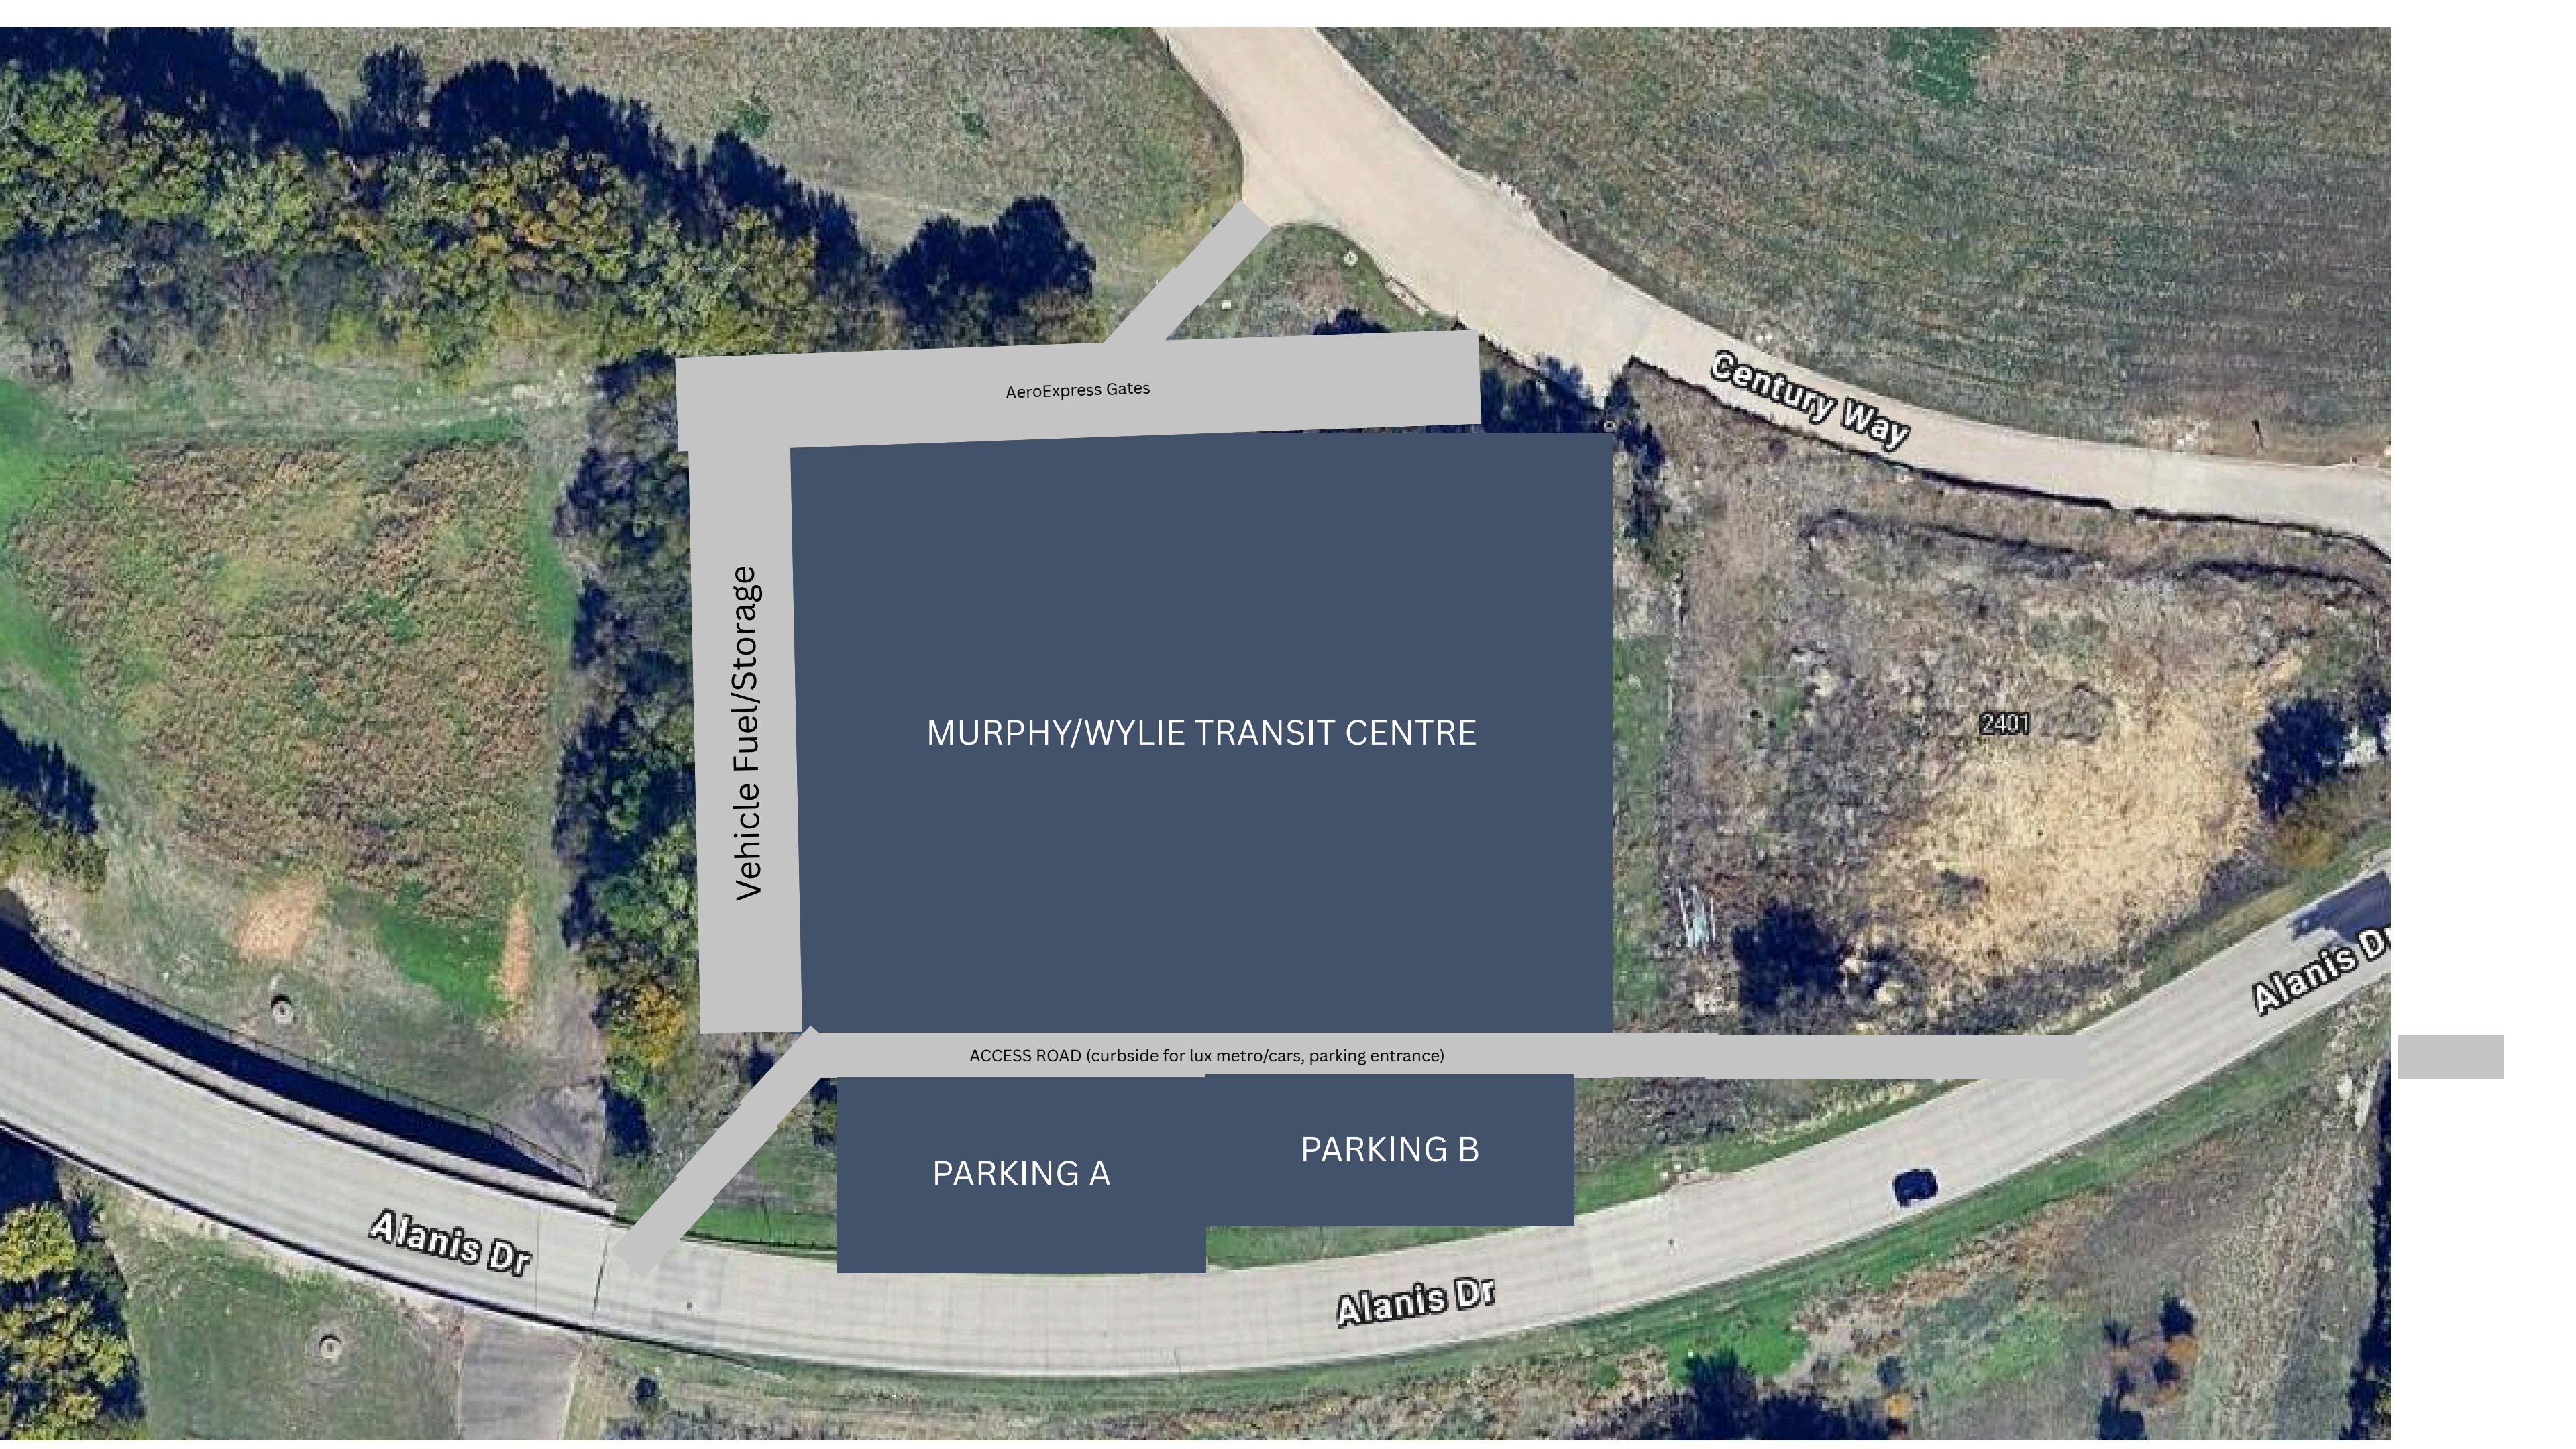 Century Way
AeroExpress Gates
Vehicle Fuel/Storage
MURPHY/WYLIE TRANSIT CENTRE
2401
Alanis Dr
ACCESS ROAD (curbside for lux metro/cars, parking entrance)
PARKING A
PARKING B
Alanis Dr
Alanis Dr